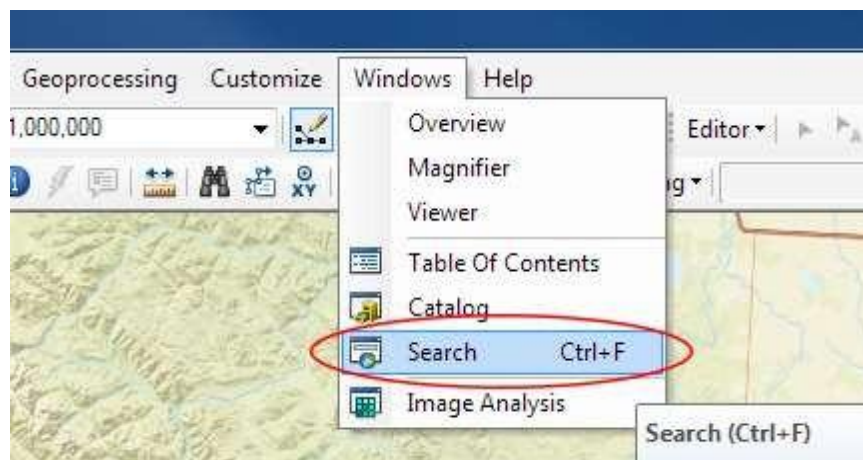 Geoprocessing Customize Windows Help
1,000,000 Editor
Overview
Magnifier
Viewer
Table Of Contents
Catalog
Search Ctrl+F
Image Analysis
XY
Search (Ctrl+F)